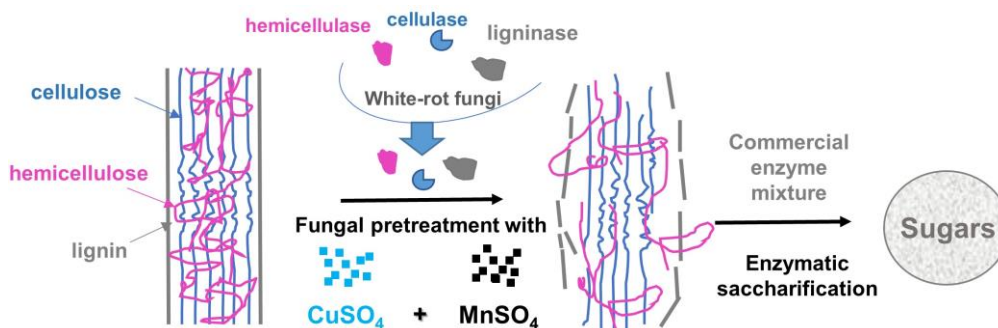 hemicellulase
cellulase
ligninase
White-rot fungi
cellulose
hemicellulose
lignin
Fungal pretreatment with
CuSO₄ + MnSO₄
Commercial
enzyme
mixture
Enzymatic
saccharification
Sugars